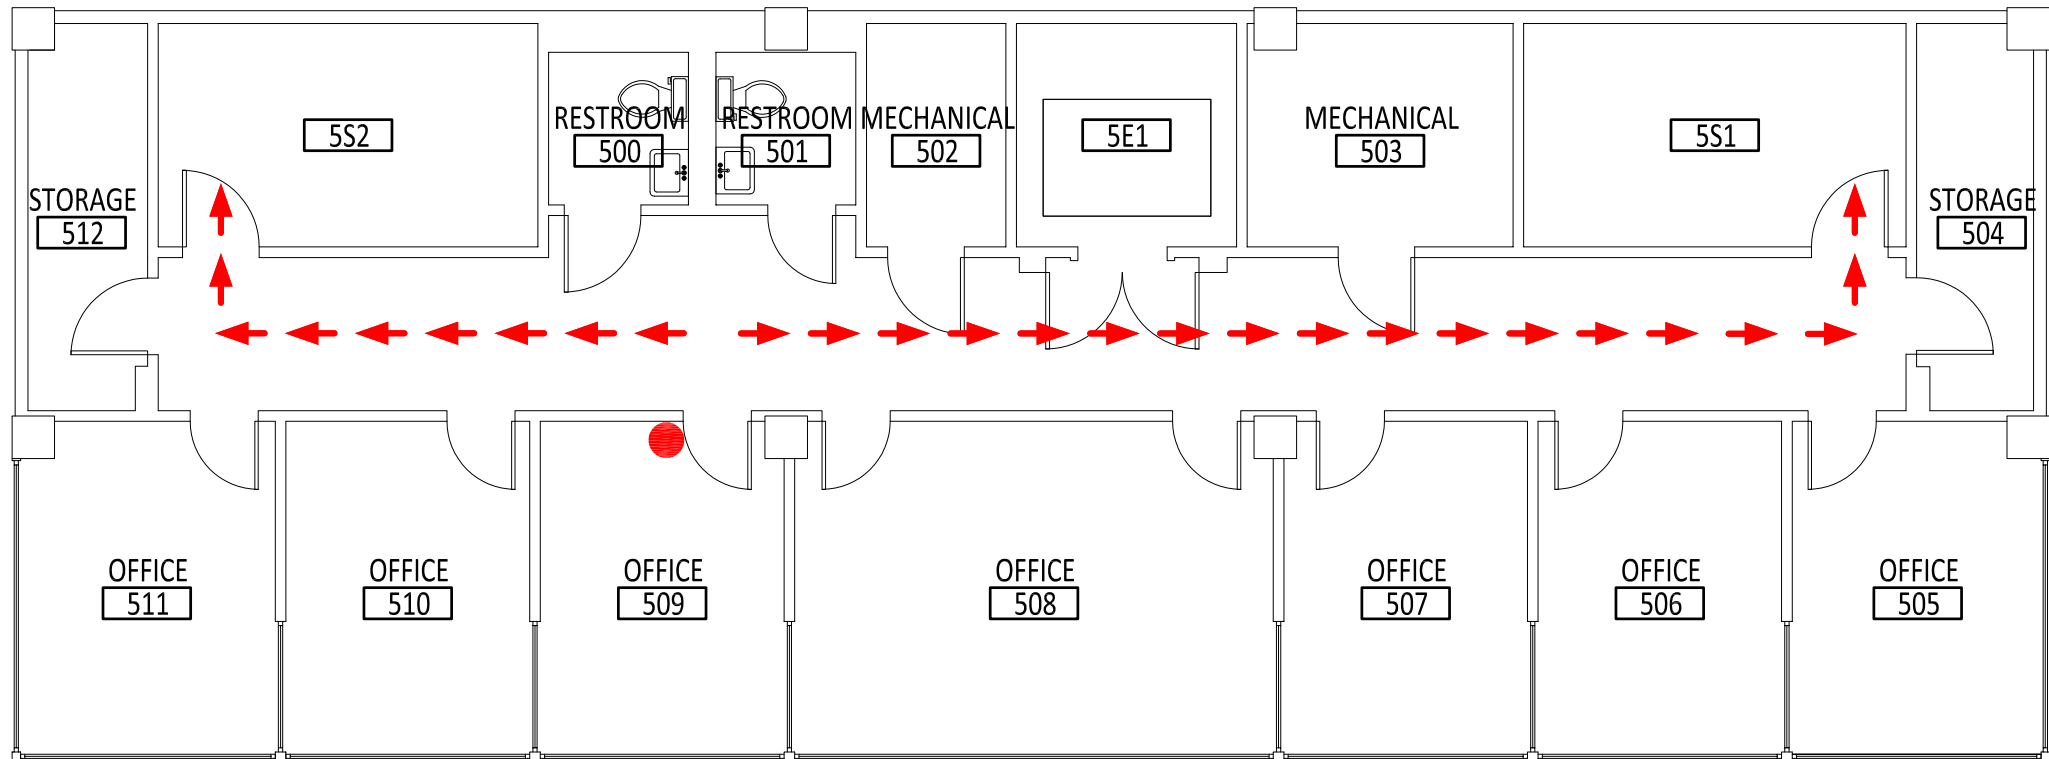 5S2
RESTROOM
500
RESTROOM
501
MECHANICAL
502
5E1
MECHANICAL
503
5S1
STORAGE
512
STORAGE
504
OFFICE
511
OFFICE
510
OFFICE
509
OFFICE
508
OFFICE
507
OFFICE
506
OFFICE
505